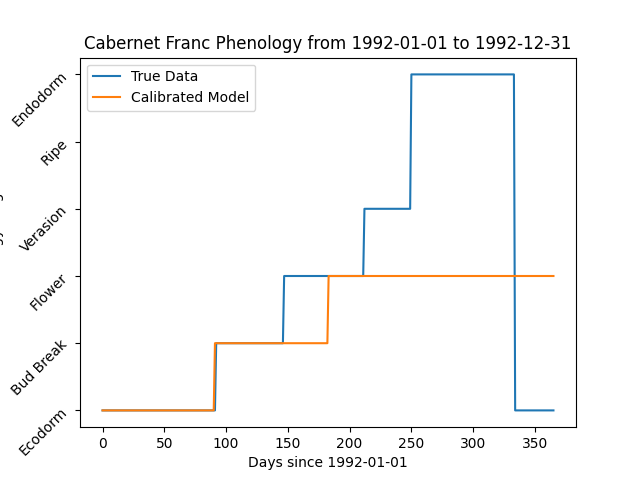 Cabernet Franc Phenology from 1992-01-01 to 1992-12-31
True Data
Calibrated Model
Endodorm
Ripe
Verasion
Flower
Bud Break
Ecodorm
0 50 100 150 200 250 300 350
Days since 1992-01-01